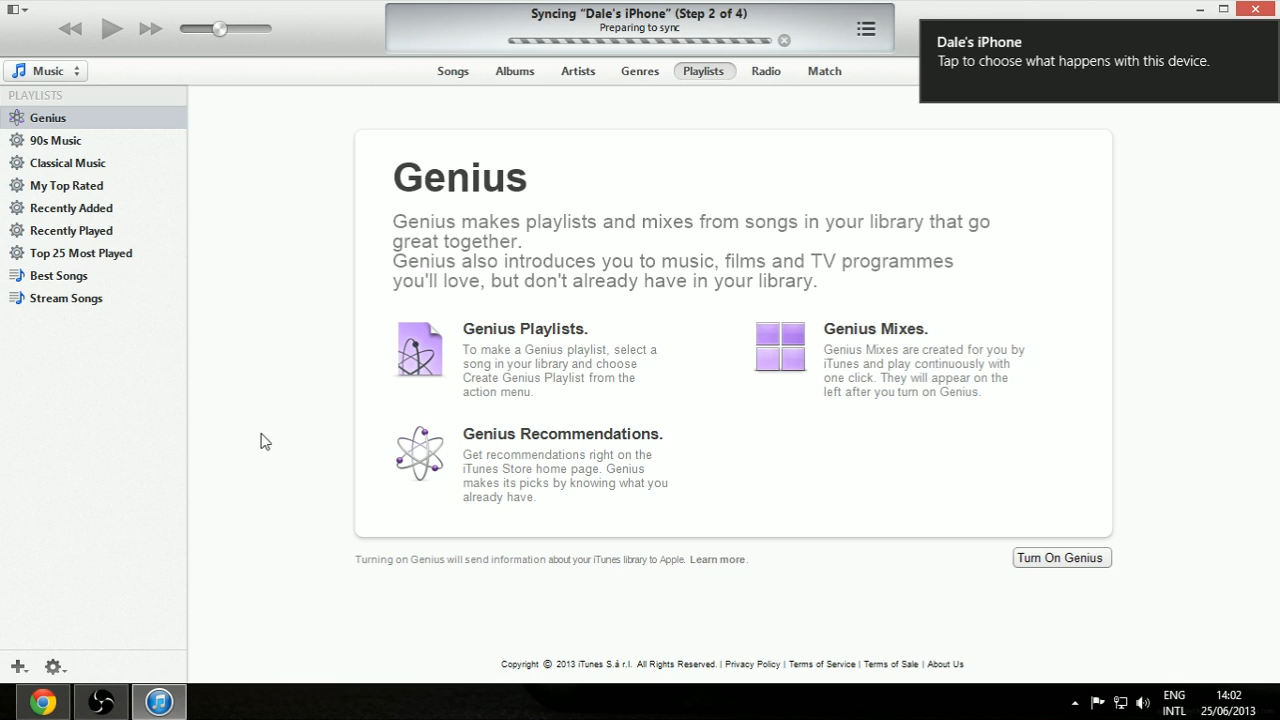 Syncing “Dale's iPhone” (Step 2 of 4)
Preparing to sync
Dale's iPhone
Tap to choose what happens with this device.
Music
Songs
Albums
Artists
Genres
Playlists
Radio
Match
PLAYLISTS
Genius
90s Music
Classical Music
My Top Rated
Recently Added
Recently Played
Top 25 Most Played
Best Songs
Stream Songs
Genius
Genius makes playlists and mixes from songs in your library that go
great together.
Genius also introduces you to music, films and TV programmes
you'll love, but don't already have in your library.
Genius Playlists.
To make a Genius playlist, select a
song in your library and choose
Create Genius Playlist from the
action menu.
Genius Mixes.
Genius Mixes are created for you by
iTunes and play continuously with
one click. They will appear on the
left after you turn on Genius.
Genius Recommendations.
Get recommendations right on the
iTunes Store home page. Genius
makes its picks by knowing what you
already have.
Turning on Genius will send information about your iTunes library to Apple. Learn more.
Turn On Genius
Copyright © 2013 iTunes S.à r.l. All Rights Reserved. | Privacy Policy | Terms of Service | Terms of Sale | About Us
ENG
INTL
14:02
25/06/2013